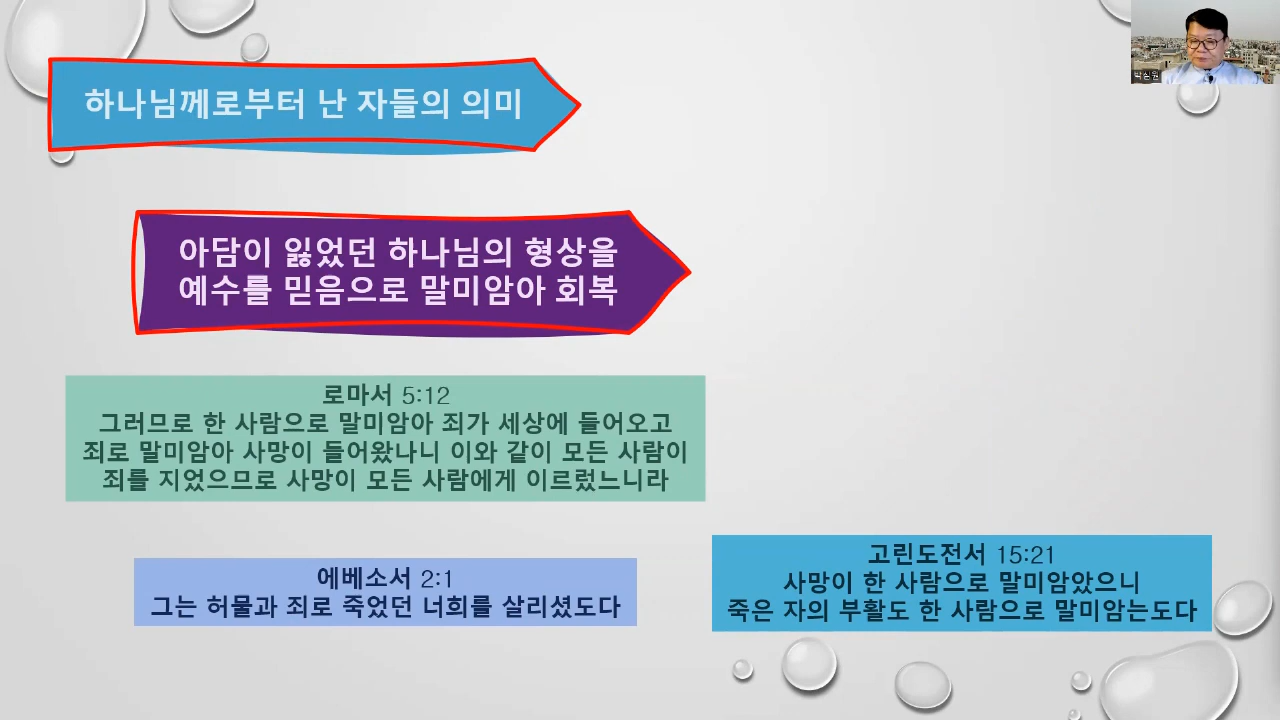 하나님께로부터 난 자들의 의미
아담이 잃었던 하나님의 형상을
예수를 믿음으로 말미암아 회복
로마서 5:12
그러므로 한 사람으로 말미암아 죄가 세상에 들어오고
죄로 말미암아 사망이 들어왔나니 이와 같이 모든 사람이
죄를 지었으므로 사망이 모든 사람에게 이르렀느니라
에베소서 2:1
그는 허물과 죄로 죽었던 너희를 살리셨도다
고린도전서 15:21
사망이 한 사람으로 말미암았으니
죽은 자의 부활도 한 사람으로 말미암는도다